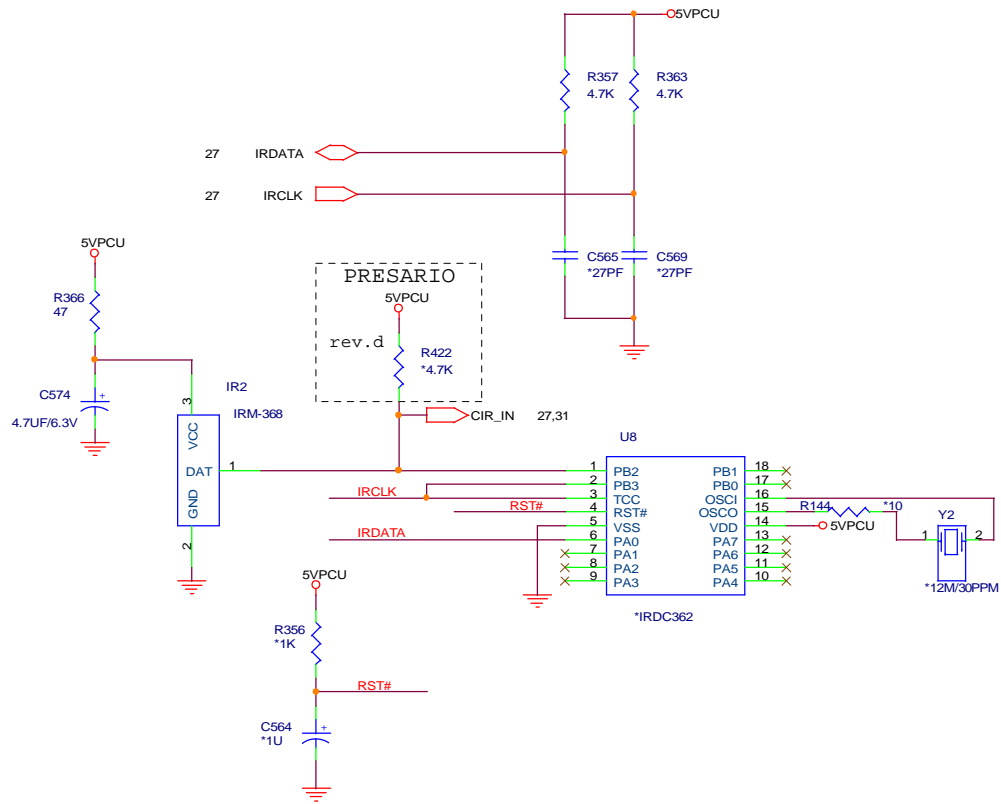 5VPCU
R357
4.7K
R363
4.7K
27 IRDATA
27 IRCLK
C565
*27PF
C569
*27PF
5VPCU
R366
47
C574
4.7UF/6.3V
PRESARIO
5VPCU
rev.d
R422
*4.7K
CIR_IN 27,31
IR2
IRM-368
3
VCC
DAT
1
GND
2
U8
1 PB2
2 PB3
3 TCC
4 RST#
5 VSS
6 PA0
7 PA1
8 PA2
9 PA3
PB1 18
PB0 17
OSCI 16
OSCO 15
VDD 14
PA7 13
PA6 12
PA5 11
PA4 10
*IRDC362
IRCLK
RST#
IRDATA
R144
*10
5VPCU
Y2
1
2
*12M/30PPM
5VPCU
R356
*1K
RST#
C564
*1U
+
+